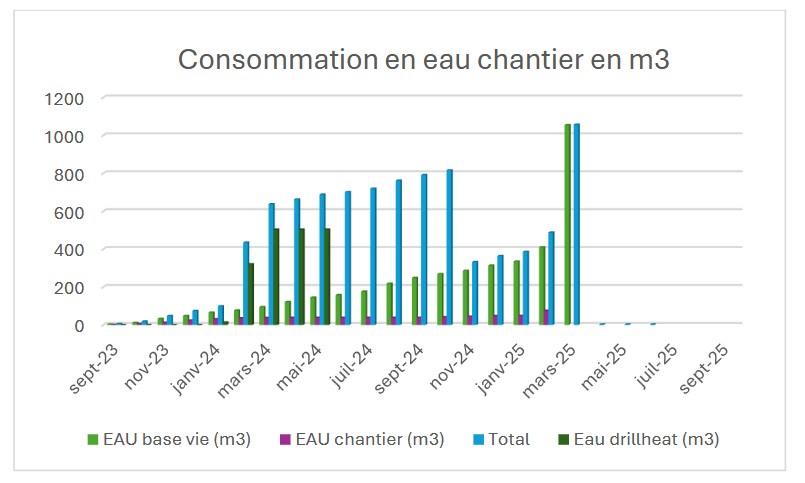 Consommation en eau chantier en m3
1200
1000
800
600
400
200
0
sept-23
nov-23
janv-24
mars-24
mai-24
juil-24
sept-24
nov-24
janv-25
mars-25
mai-25
juil-25
sept-25
EAU base vie (m3) EAU chantier (m3) Total Eau drillheat (m3)